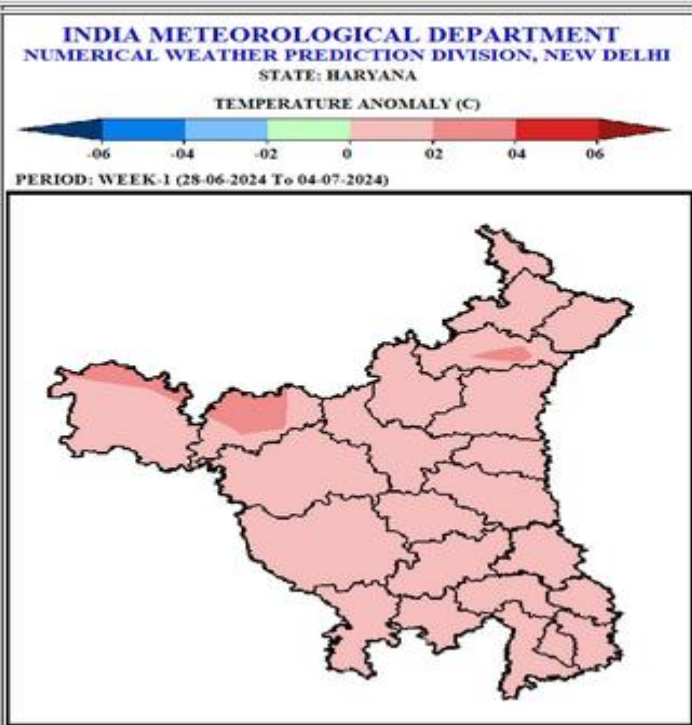 INDIA METEOROLOGICAL DEPARTMENT
NUMERICAL WEATHER PREDICTION DIVISION, NEW DELHI
STATE: HARYANA
TEMPERATURE ANOMALY (C)
-06 -04 -02 0 02 04 06
PERIOD: WEEK-1 (28-06-2024 To 04-07-2024)